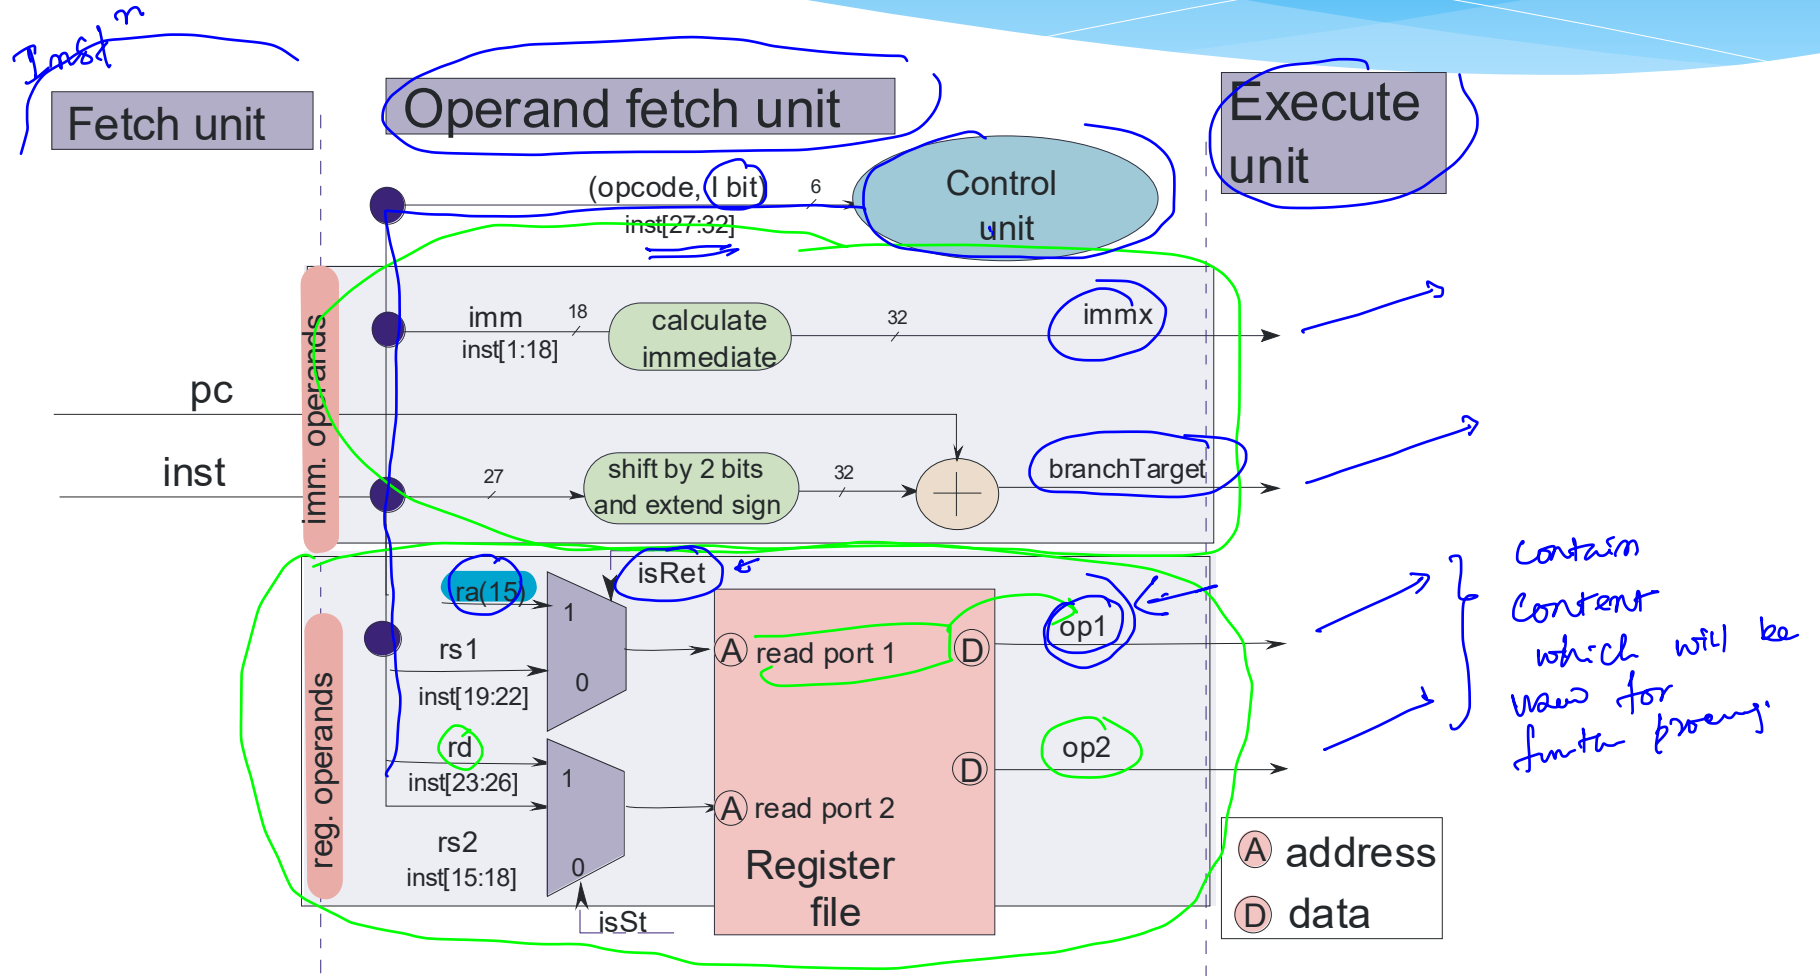 Instn
Fetch unit
Operand fetch unit
Execute
unit
(opcode, I bit)
6
inst[27:32]
Control
unit
imm. operands
imm
18
inst[1:18]
calculate
immediate
32
immx
pc
inst
27
shift by 2 bits
and extend sign
32
branchTarget
reg. operands
ra(15)
isRet
1
rs1
inst[19:22]
0
A read port 1
D
op1
rd
inst[23:26]
1
D
op2
rs2
inst[15:18]
0
A read port 2
isSt
Register
file
contain
content
which will be
for
A address
D data